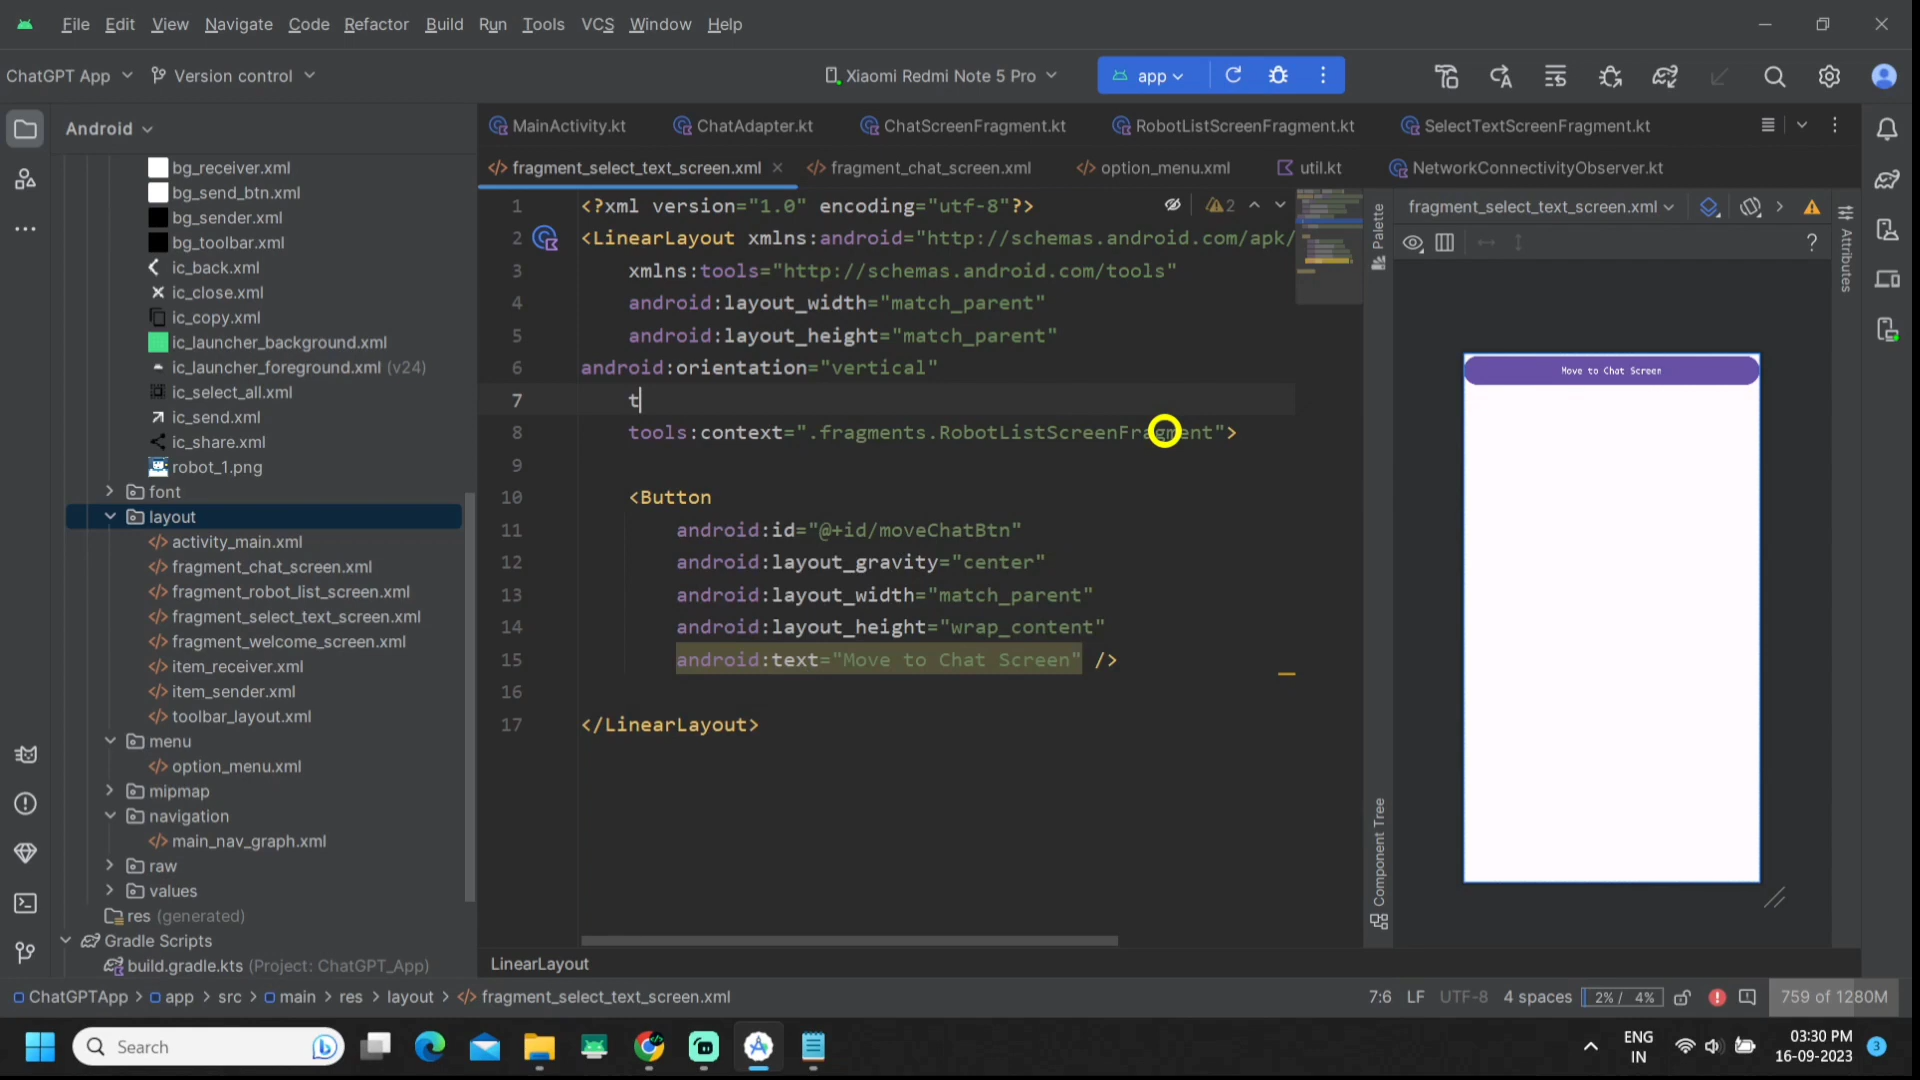 File Edit View Navigate Code Refactor Build Run Tools VCS Window Help
ChatGPT App Version control Xiaomi Redmi Note 5 Pro app
Android
bg_receiver.xml
bg_send_btn.xml
bg_sender.xml
bg_toolbar.xml
ic_back.xml
ic_close.xml
ic_copy.xml
ic_launcher_background.xml
ic_launcher_foreground.xml (v24)
ic_select_all.xml
ic_send.xml
ic_share.xml
robot_1.png
font
layout
activity_main.xml
fragment_chat_screen.xml
fragment_robot_list_screen.xml
fragment_select_text_screen.xml
fragment_welcome_screen.xml
item_receiver.xml
item_sender.xml
toolbar_layout.xml
menu
option_menu.xml
mipmap
navigation
main_nav_graph.xml
raw
values
res (generated)
Gradle Scripts
build.gradle.kts (Project: ChatGPT_App)
MainActivity.kt ChatAdapter.kt ChatScreenFragment.kt RobotListScreenFragment.kt SelectTextScreenFragment.kt
fragment_select_text_screen.xml fragment_chat_screen.xml option_menu.xml util.kt NetworkConnectivityObserver.kt
1 <?xml version="1.0" encoding="utf-8"?>
2 <LinearLayout xmlns:android="http://schemas.android.com/apk/
3 xmlns:tools="http://schemas.android.com/tools"
4 android:layout_width="match_parent"
5 android:layout_height="match_parent"
6 android:orientation="vertical"
7 t
8 tools:context=".fragments.RobotListScreenFragment">
9
10 <Button
11 android:id="@+id/moveChatBtn"
12 android:layout_gravity="center"
13 android:layout_width="match_parent"
14 android:layout_height="wrap_content"
15 android:text="Move to Chat Screen" />
16
17 </LinearLayout>
2
LinearLayout
Palette
Component Tree
fragment_select_text_screen.xml
?
Attributes
Move to Chat Screen
ChatGPTApp > app > src > main > res > layout > fragment_select_text_screen.xml
7:6 LF UTF-8 4 spaces 2% / 4% 759 of 1280M
Search
ENG
IN
03:30 PM
16-09-2023
3